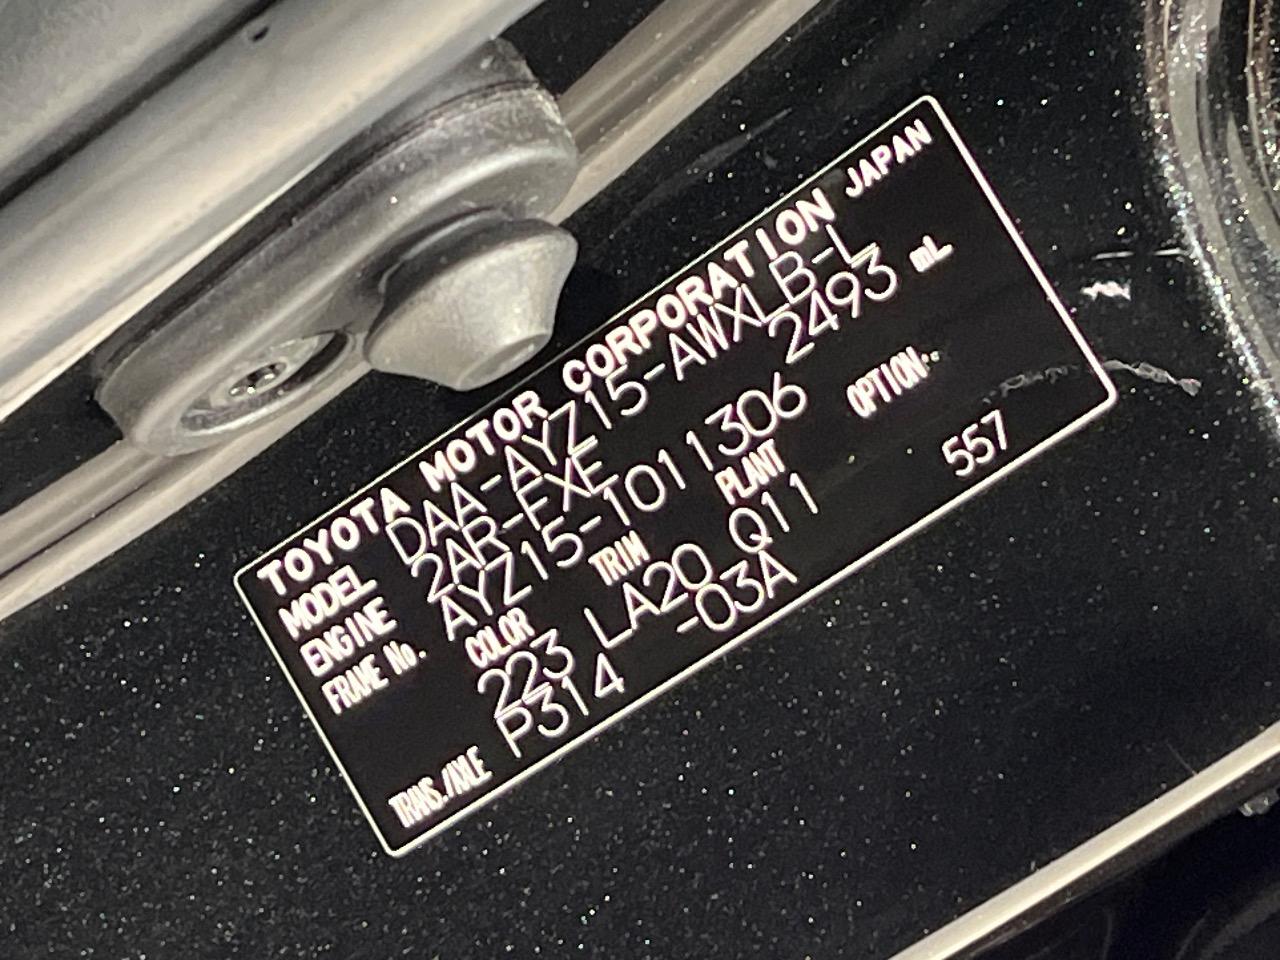 TOYOTA MOTOR CORPORATION JAPAN
MODEL DAA-AYZ15-AWXLB-L
ENGINE 2AR-FXE 2493 mL
FRAME No. AYZ15-1011306
COLOR TRIM PLANT OPTION..
223 LA20 Q11 557
TRANS./AXLE P314 -03A